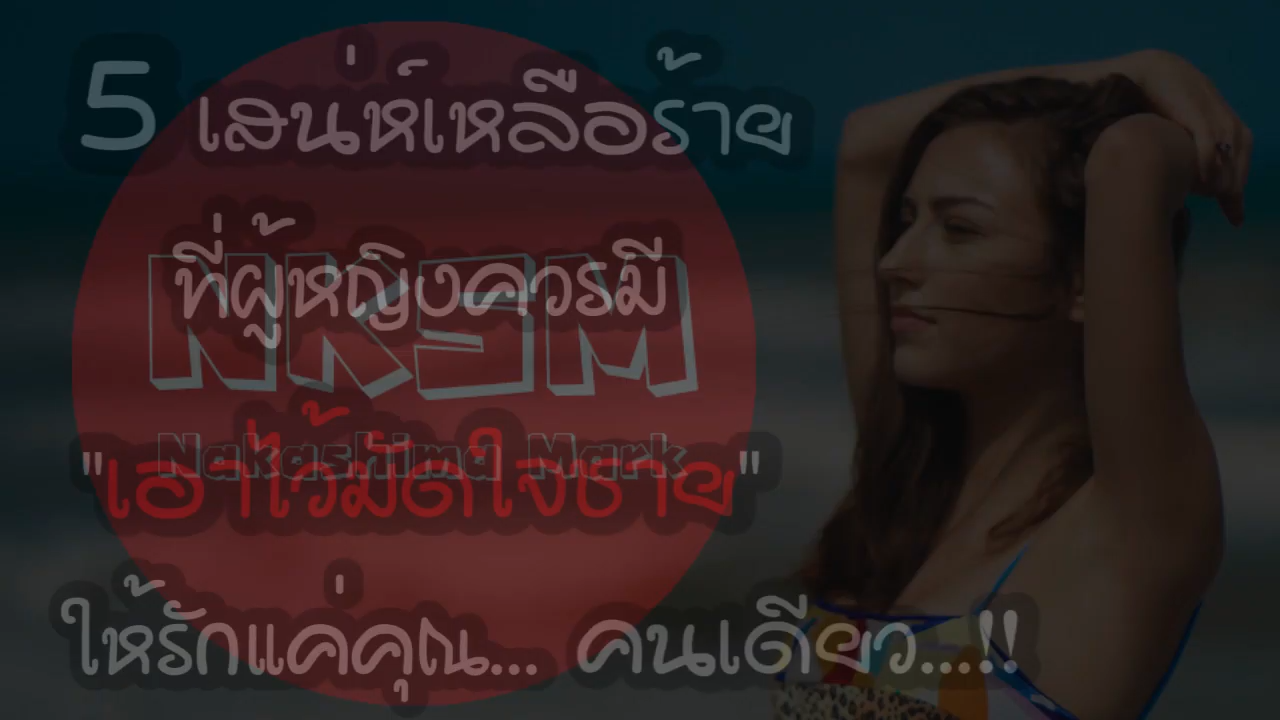 5 เสน่ห์เหลือร้าย
ที่ผู้หญิงควรมี
NKSM
Nakashima Mark
"เอาไว้มัดใจชาย"
ให้รักแค่คุณ... คนเดียว...!!